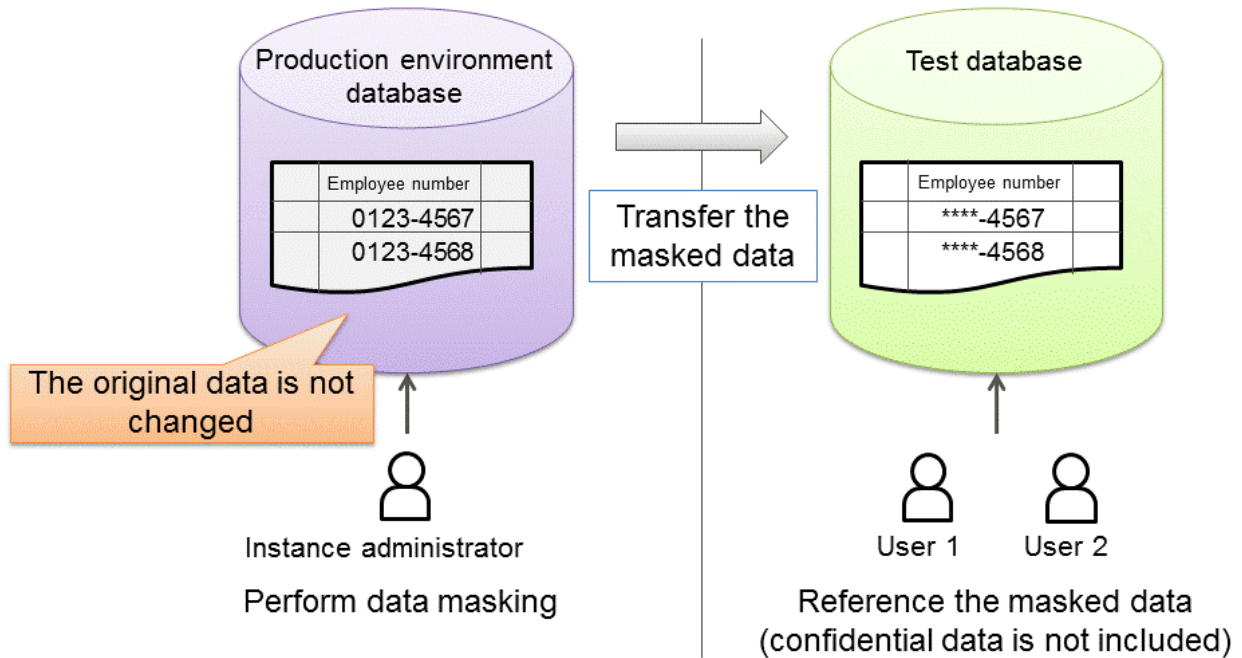 Production environment
database
Employee number
0123-4567
0123-4568
The original data is not
changed
Instance administrator
Perform data masking
Transfer the
masked data
Test database
Employee number
****-4567
****-4568
User 1
User 2
Reference the masked data
(confidential data is not included)